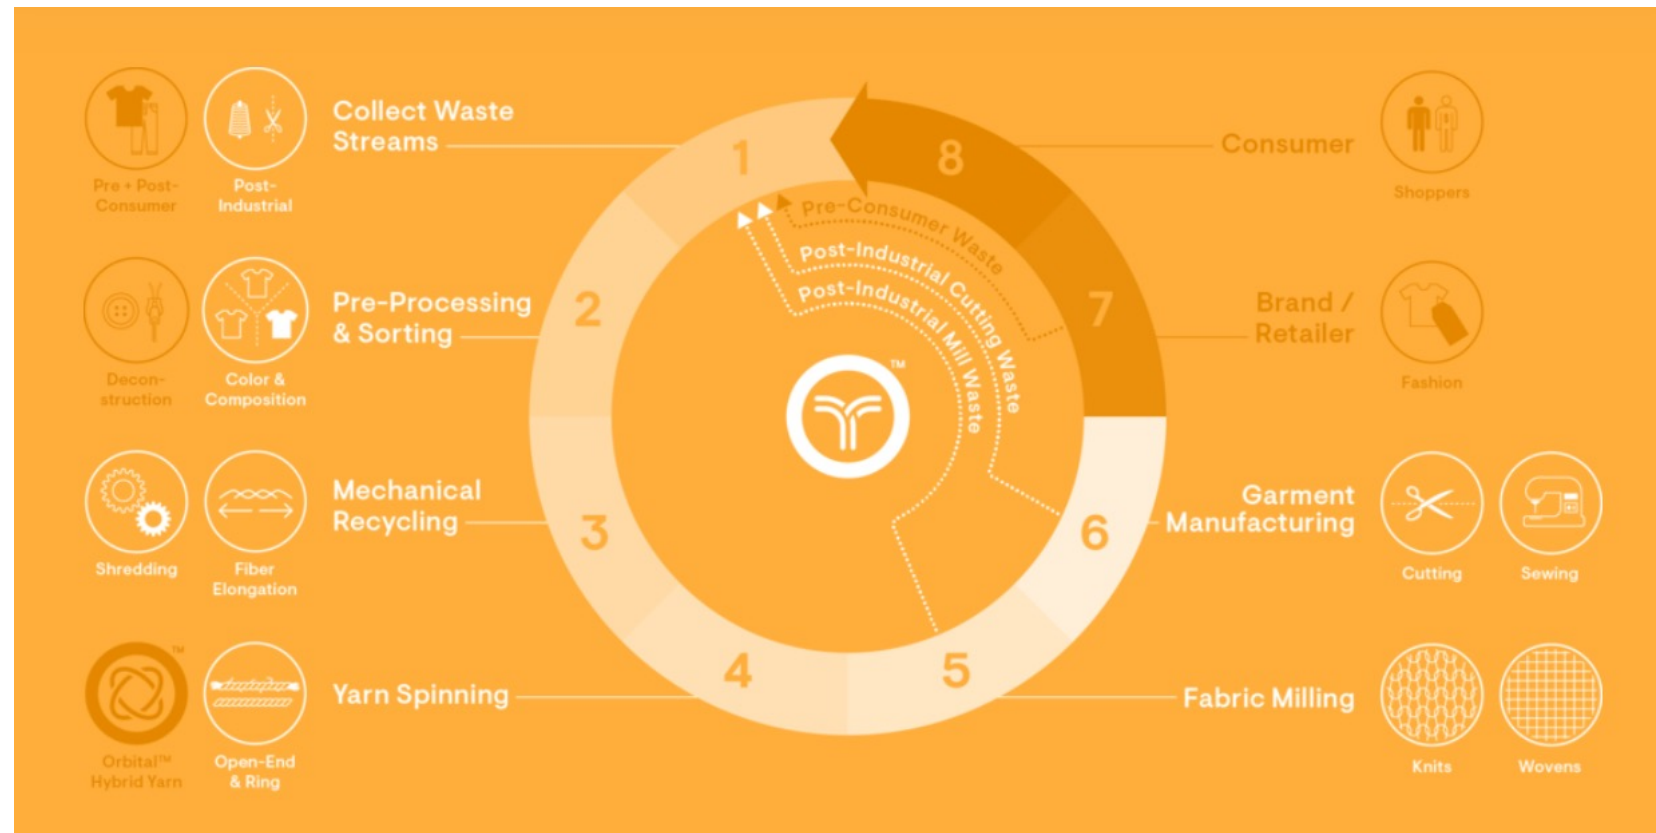 Collect Waste
Streams
Pre + Post-
Consumer
Post-
Industrial
Pre-Processing
& Sorting
Decon-
struction
Color &
Composition
Mechanical
Recycling
Shredding
Fiber
Elongation
Yarn Spinning
TM
Orbital™
Hybrid Yarn
Open-End
& Ring
1
2
3
4
5
6
7
8
Pre-Consumer Waste
Post-Industrial Cutting Waste
Post-Industrial Mill Waste
TM
Consumer
Shoppers
Brand /
Retailer
Fashion
Garment
Manufacturing
Cutting
Sewing
Fabric Milling
Knits
Wovens